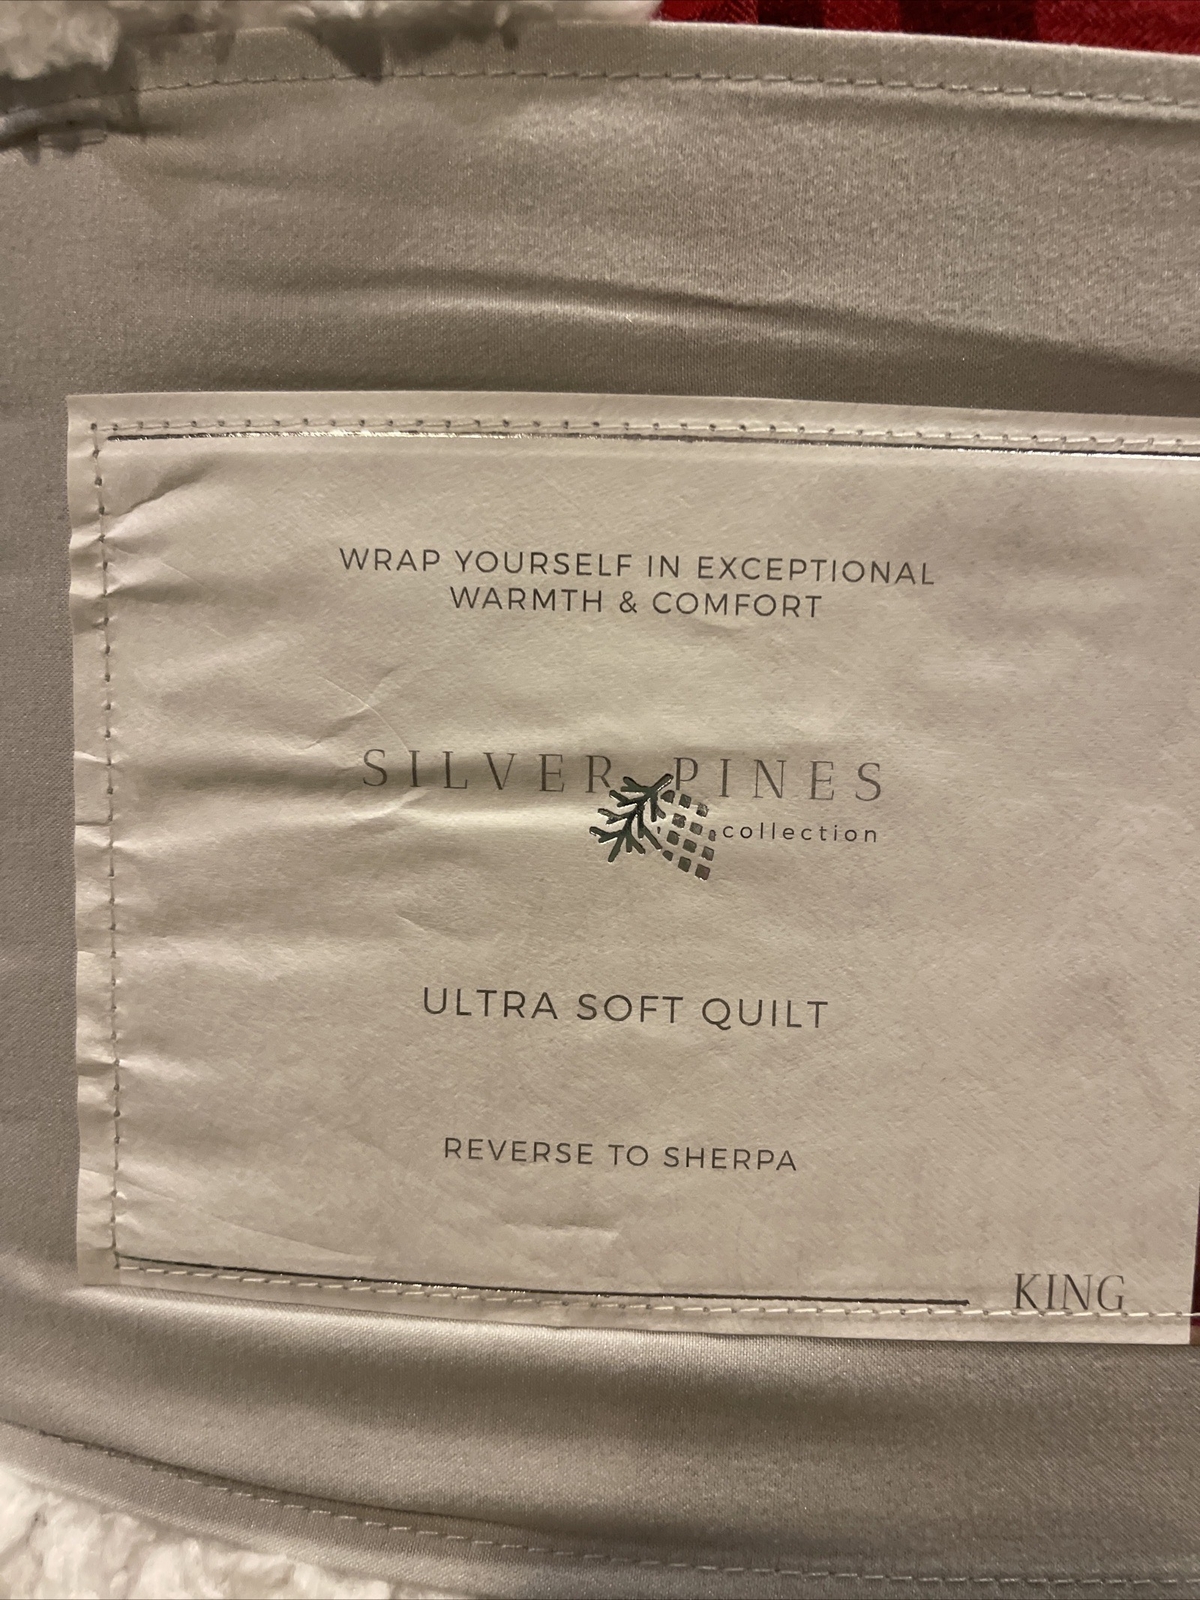 WRAP YOURSELF IN EXCEPTIONAL
WARMTH & COMFORT
SILVER PINES
collection
ULTRA SOFT QUILT
REVERSE TO SHERPA
KING